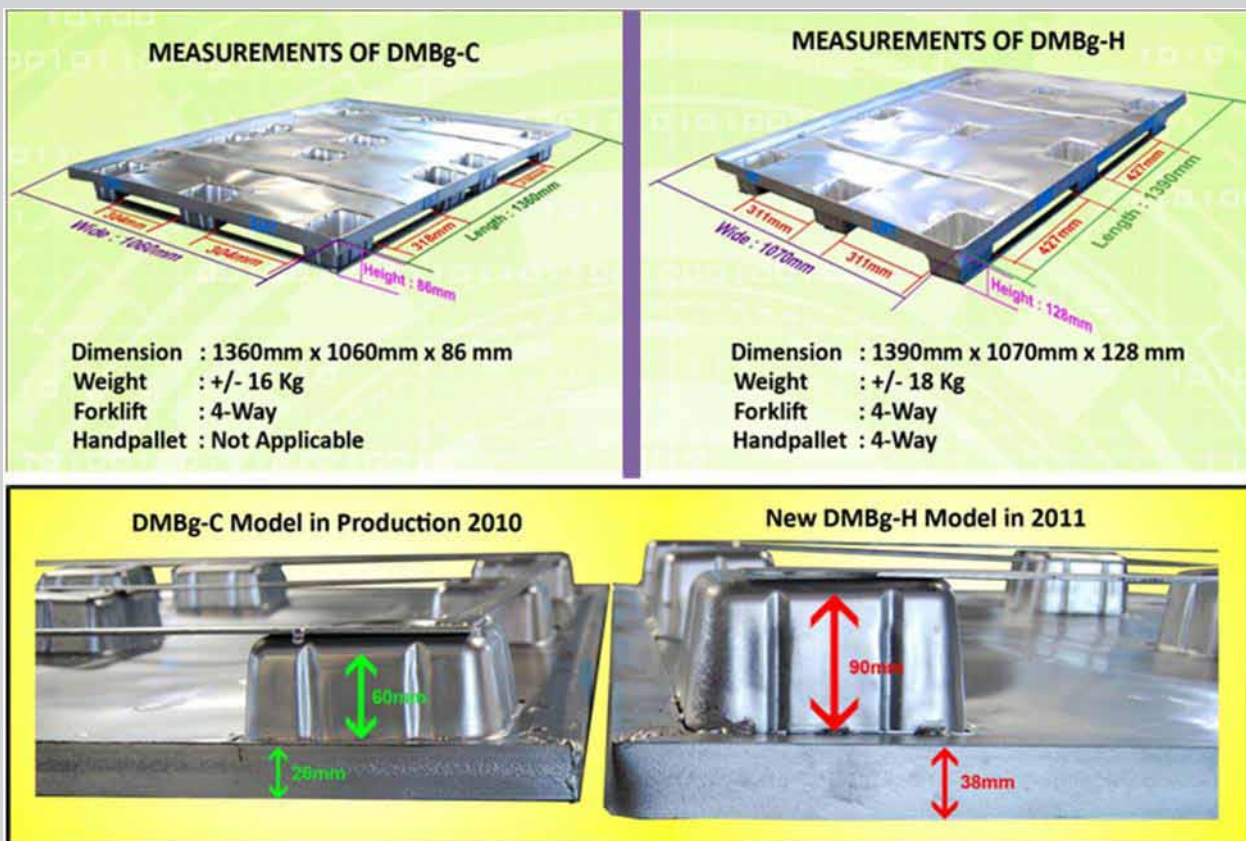 MEASUREMENTS OF DMBg-C
304mm
Wide : 1060mm
304mm
Height : 86mm
318mm
Length : 1360mm
Dimension : 1360mm x 1060mm x 86 mm
Weight : +/- 16 Kg
Forklift : 4-Way
Handpallet : Not Applicable
MEASUREMENTS OF DMBg-H
311mm
Wide : 1070mm
311mm
Height : 128mm
427mm
427mm
Length : 1390mm
Dimension : 1390mm x 1070mm x 128 mm
Weight : +/- 18 Kg
Forklift : 4-Way
Handpallet : 4-Way
DMBg-C Model in Production 2010
60mm
26mm
New DMBg-H Model in 2011
90mm
38mm